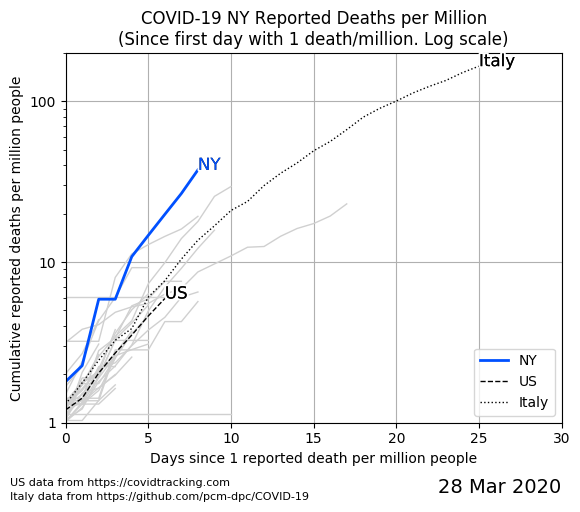 COVID-19 NY Reported Deaths per Million
(Since first day with 1 death/million. Log scale)
Cumulative reported deaths per million people
100
10
1
Italy
NY
US
NY
US
Italy
0 5 10 15 20 25 30
Days since 1 reported death per million people
US data from https://covidtracking.com
Italy data from https://github.com/pcm-dpc/COVID-19
28 Mar 2020